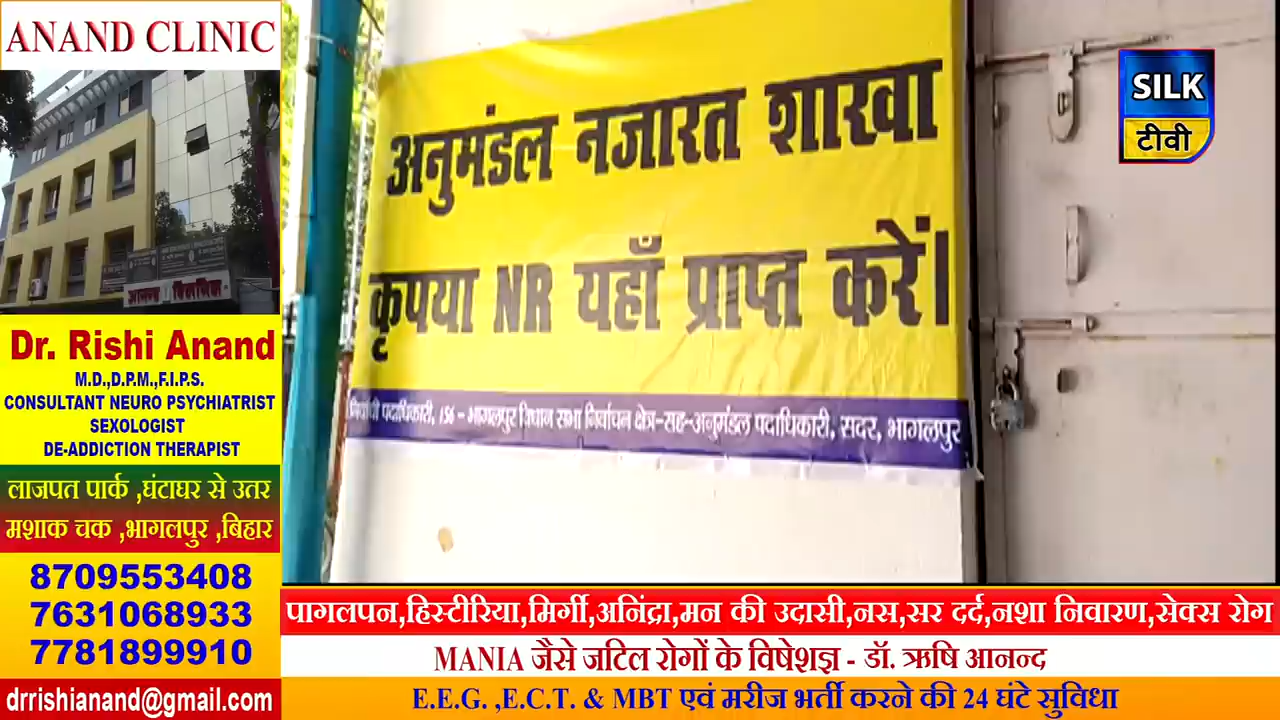 ANAND CLINIC
आनन्द क्लिनिक
Dr. Rishi Anand
M.D.,D.P.M.,F.I.P.S.
CONSULTANT NEURO PSYCHIATRIST
SEXOLOGIST
DE-ADDICTION THERAPIST
लाजपत पार्क ,घंटाघर से उतर
मशाक चक ,भागलपुर ,बिहार
8709553408
7631068933
7781899910
drrishianand@gmail.com
अनुमंडल नजारत शाखा
कृपया NR यहाँ प्राप्त करें।
निर्वाची पदाधिकारी, 156 - भागलपुर विधान सभा निर्वाचन क्षेत्र-सह-अनुमंडल पदाधिकारी, सदर, भागलपुर
SILK
टीवी
पागलपन,हिस्टीरिया,मिर्गी,अनिंद्रा,मन की उदासी,नस,सर दर्द,नशा निवारण,सेक्स रोग
MANIA जैसे जटिल रोगों के विषेशज्ञ - डॉ. ऋषि आनन्द
E.E.G. ,E.C.T. & MBT एवं मरीज भर्ती करने की 24 घंटे सुविधा